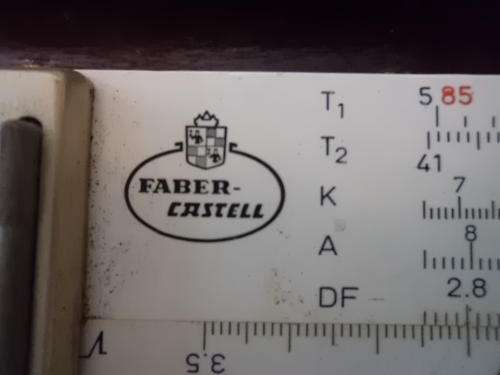 FABER-
CASTELL
T₁ 5 85
T₂ 41
K 7
A 8
DF 2.8
3.5